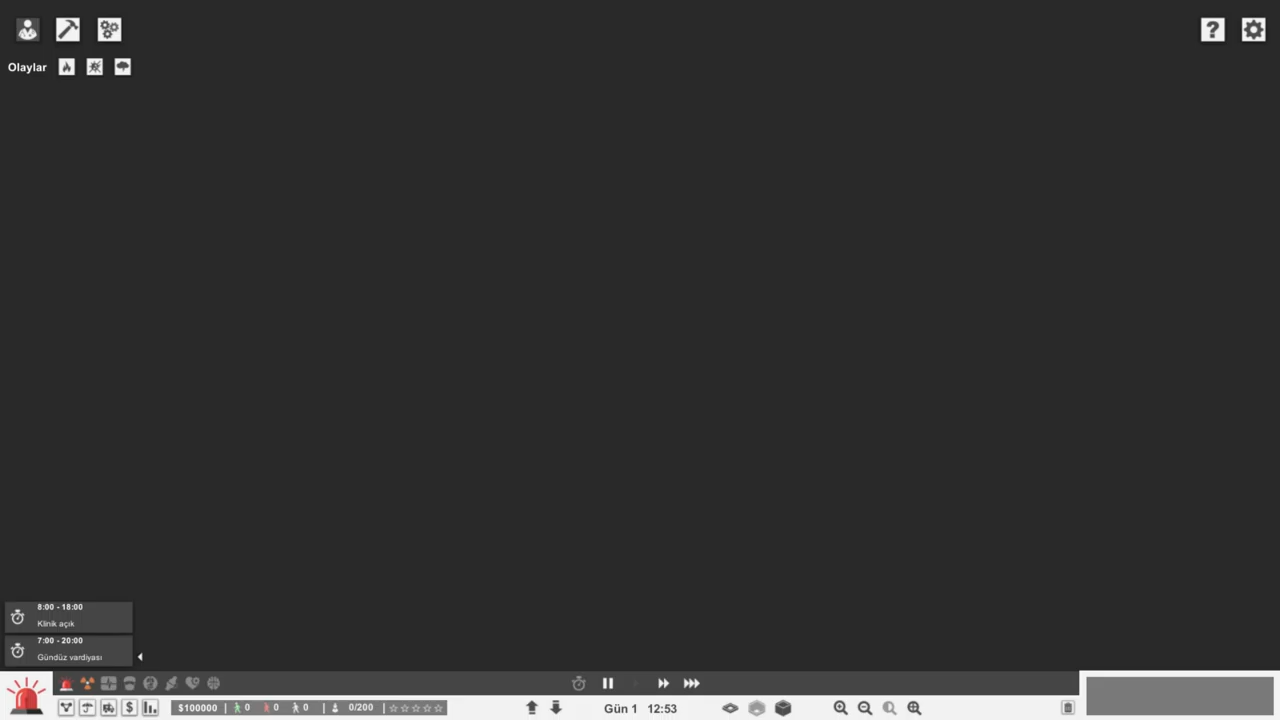 Olaylar
8:00 - 18:00
Klinik açık
7:00 - 20:00
Gündüz vardiyası
$100000 | 0 0 0 | 0/200 |
Gün 1 12:53